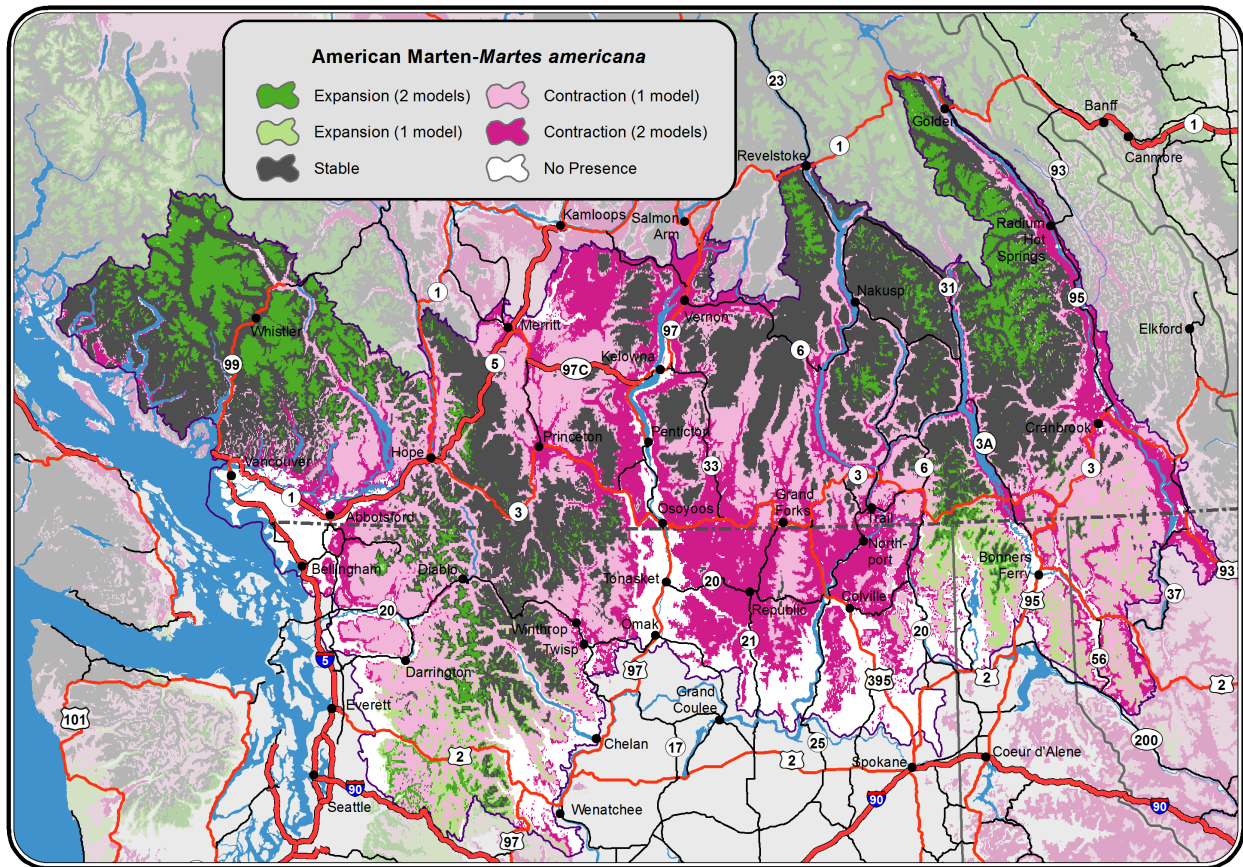 American Marten-Martes americana
Expansion (2 models)
Contraction (1 model)
Expansion (1 model)
Contraction (2 models)
Stable
No Presence
23
Golden
Banff
1
Canmore
1
Revelstoke
93
Kamloops
Salmon
Arm
Radium
Hot
Springs
31
1
Nakusp
95
Vernon
Whistler
Merritt
97
Elkford
99
5
6
Kelowna
97C
Princeton
Penticton
Cranbrook
3A
Hope
Vancouver
33
3
6
3
1
Grand
Forks
3
Abbotsford
Osoyoos
Trail
North-
port
Bellingham
Diablo
Tonasket
20
Bonners
Ferry
93
20
Republic
Colville
95
37
Winthrop
Omak
20
Twisp
21
5
Darrington
97
395
2
56
2
101
Everett
Grand
Coulee
Chelan
2
17
2
25
200
Spokane
Coeur d'Alene
Seattle
90
90
90
Wenatchee
97